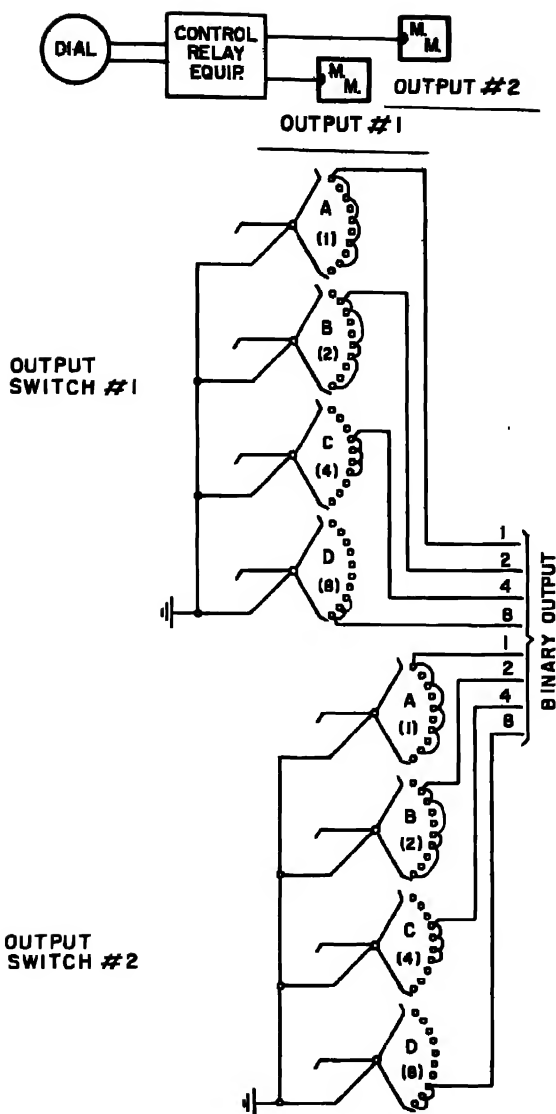 DIAL
CONTROL
RELAY
EQUIP.
M.
M.
M.
M.
OUTPUT #2
OUTPUT #1
A
(1)
B
(2)
C
(4)
D
(8)
OUTPUT
SWITCH #1
1
2
4
8
1
2
4
8
BINARY OUTPUT
A
(1)
B
(2)
C
(4)
D
(8)
OUTPUT
SWITCH #2